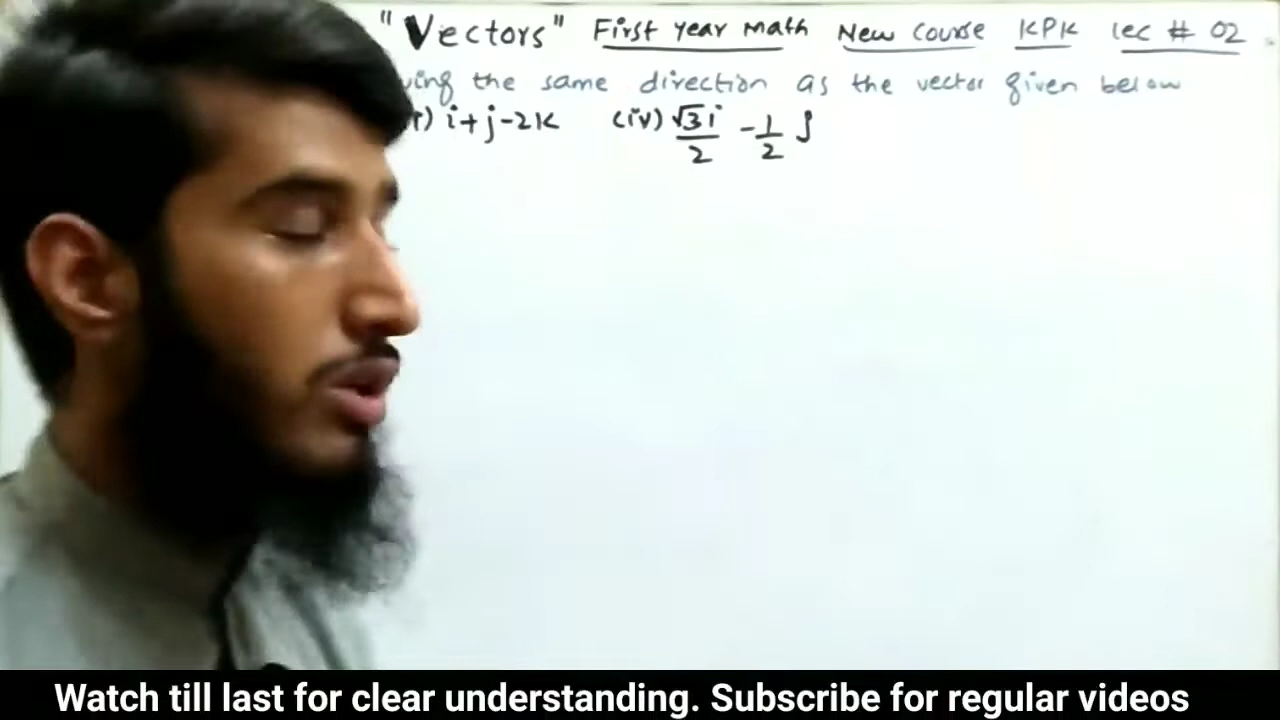 "Vectors" First year math New course KPK lec # 02
ving the same direction as the vector given below
i+j-2k (iv) √3i/2 - 1/2 j
Watch till last for clear understanding. Subscribe for regular videos